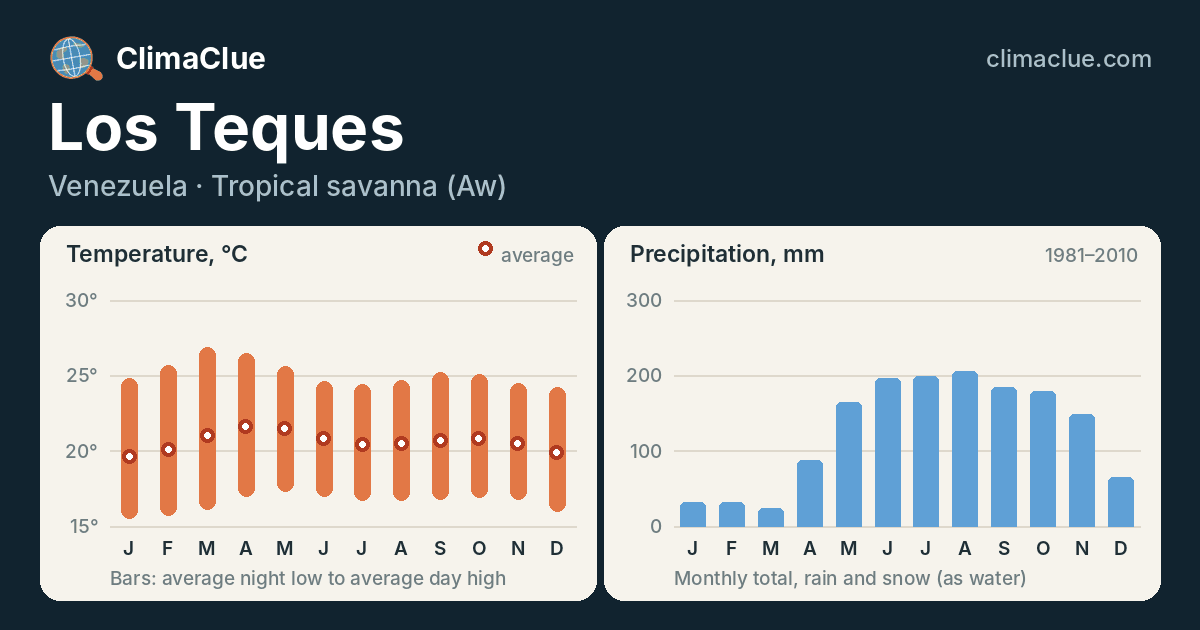 ClimaClue
climaclue.com
Los Teques
Venezuela · Tropical savanna (Aw)
Temperature, °C
average
30°
25°
20°
15°
J F M A M J J A S O N D
Bars: average night low to average day high
Precipitation, mm
1981–2010
300
200
100
0
J F M A M J J A S O N D
Monthly total, rain and snow (as water)